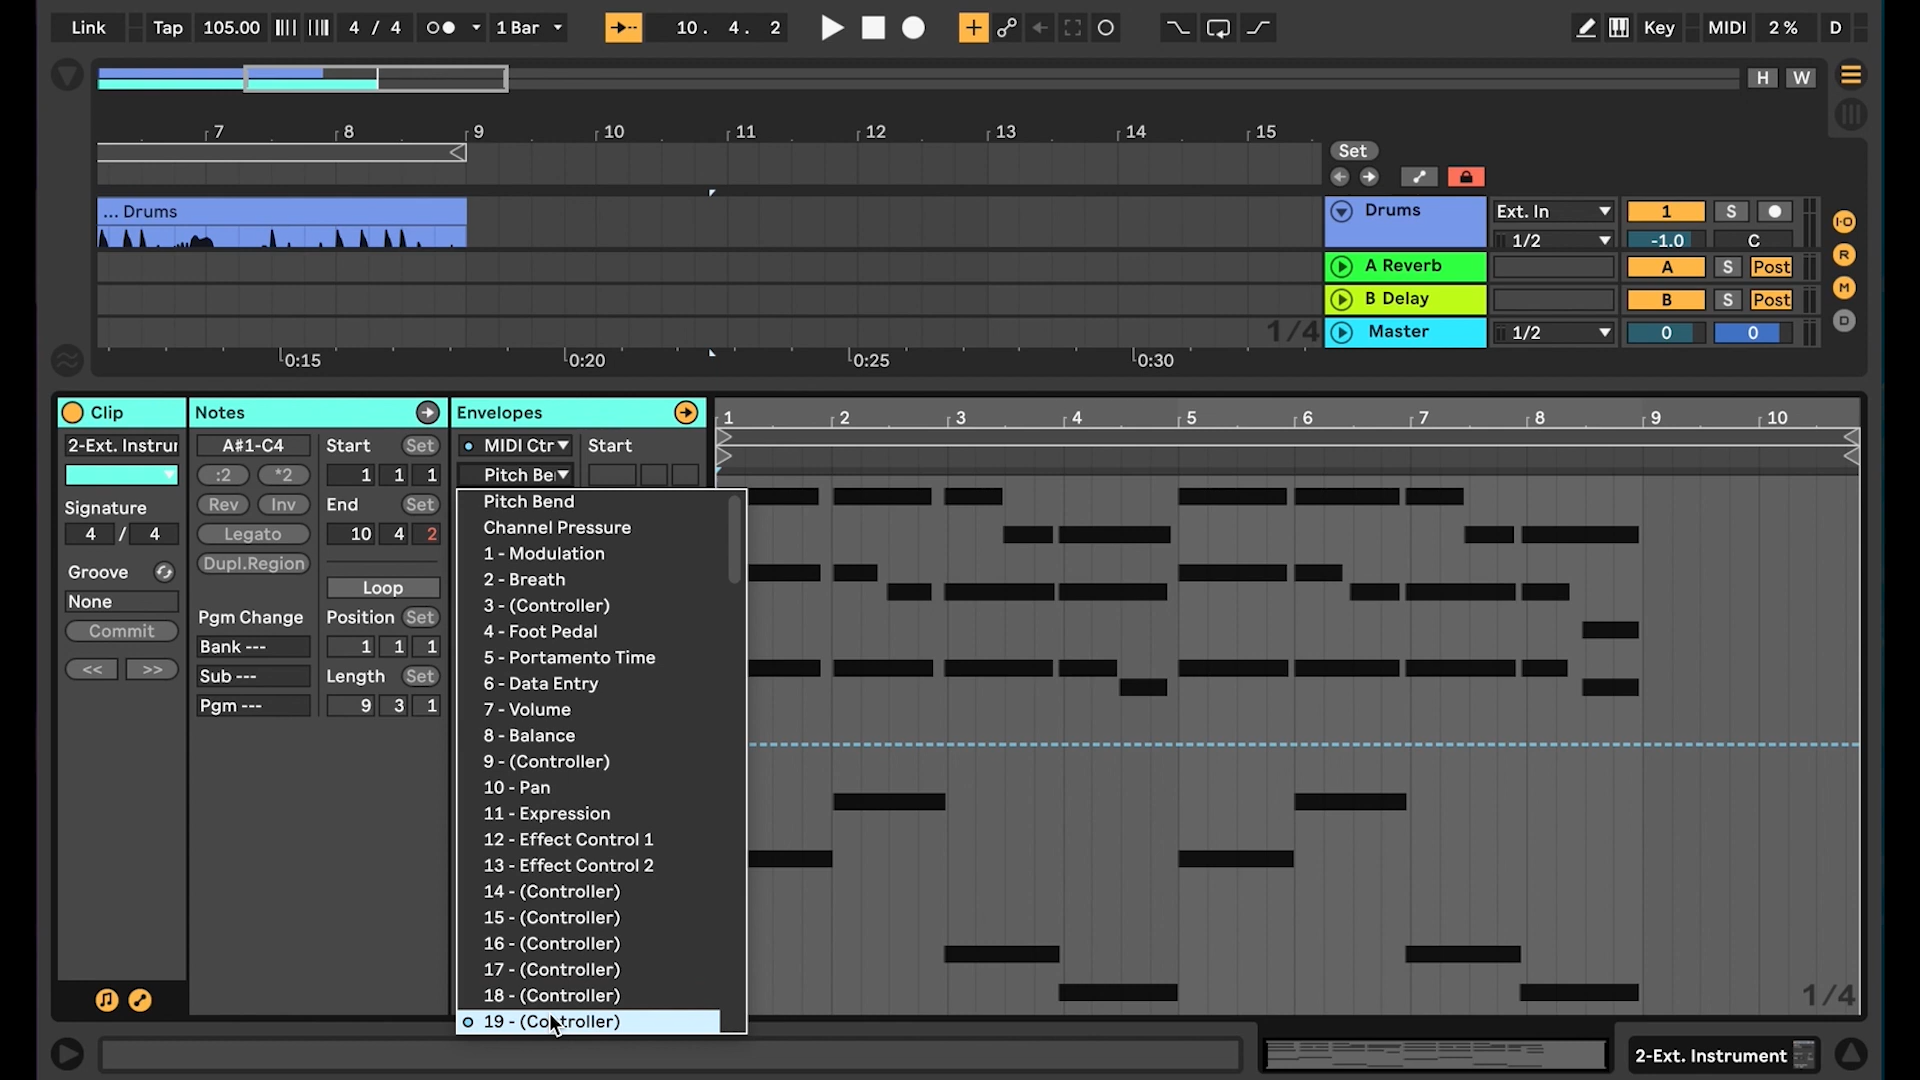 Link Tap 105.00 4 / 4 1 Bar 10. 4. 2 Key MIDI 2 % D
H W
7 8 9 10 11 12 13 14 15
Set
... Drums
Drums Ext. In 1 S
1/2 -1.0 C
A Reverb A S Post
B Delay B S Post
1/4 Master 1/2 0 0
I·O
R
M
D
0:15 0:20 0:25 0:30
Clip Notes Envelopes
1 2 3 4 5 6 7 8 9 10
2-Ext. Instrur A#1-C4 Start Set MIDI Ctr Start
:2 *2 1 1 1 Pitch Be
Signature Rev Inv End Set
4 / 4 Legato 10 4 2
Groove Dupl.Region
None Loop
Commit Pgm Change Position Set
Bank --- 1 1 1
<< >> Sub --- Length Set
Pgm --- 9 3 1
Pitch Bend
Channel Pressure
1 - Modulation
2 - Breath
3 - (Controller)
4 - Foot Pedal
5 - Portamento Time
6 - Data Entry
7 - Volume
8 - Balance
9 - (Controller)
10 - Pan
11 - Expression
12 - Effect Control 1
13 - Effect Control 2
14 - (Controller)
15 - (Controller)
16 - (Controller)
17 - (Controller)
18 - (Controller)
19 - (Controller)
1/4
2-Ext. Instrument